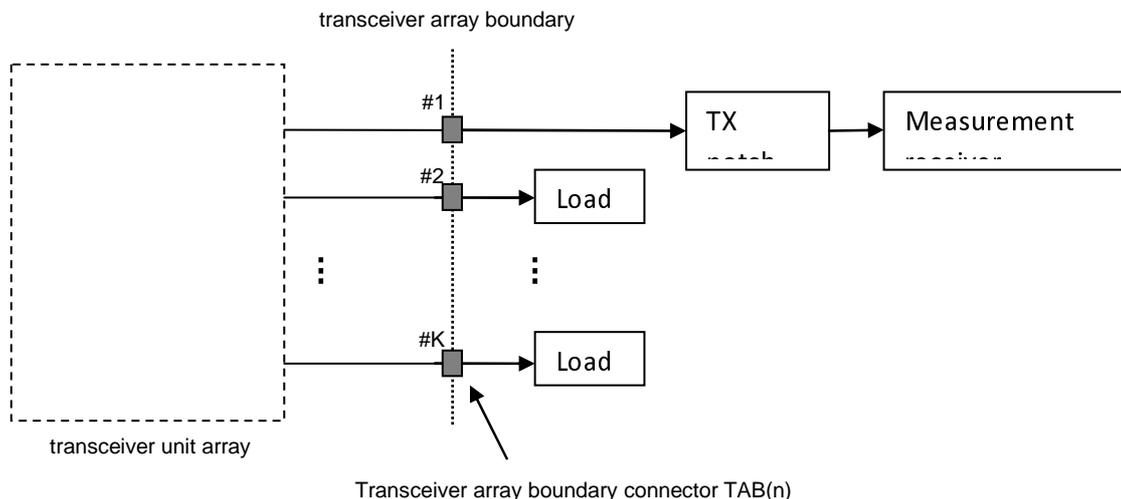 transceiver array boundary
#1
TX
Measurement
#2
Load
#K
Load
transceiver unit array
Transceiver array boundary connector TAB(n)